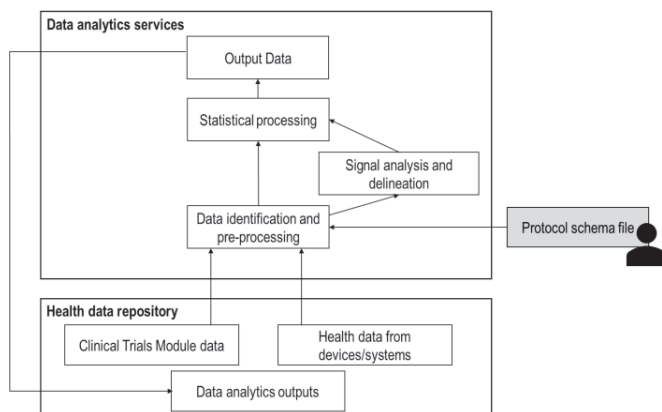 Data analytics services
Output Data
Statistical processing
Signal analysis and
delineation
Data identification and
pre-processing
Protocol schema file
Health data repository
Clinical Trials Module data
Health data from
devices/systems
Data analytics outputs